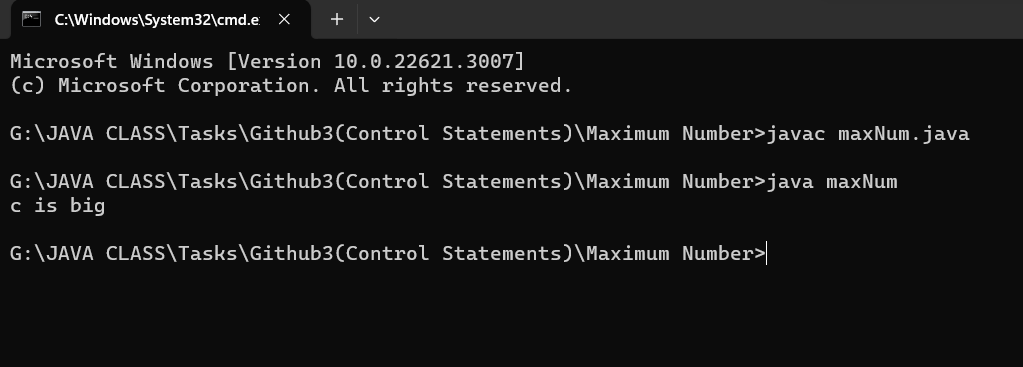 C:\Windows\System32\cmd.e
Microsoft Windows [Version 10.0.22621.3007]
(c) Microsoft Corporation. All rights reserved.
G:\JAVA CLASS\Tasks\Github3(Control Statements)\Maximum Number>javac maxNum.java
G:\JAVA CLASS\Tasks\Github3(Control Statements)\Maximum Number>java maxNum
c is big
G:\JAVA CLASS\Tasks\Github3(Control Statements)\Maximum Number>